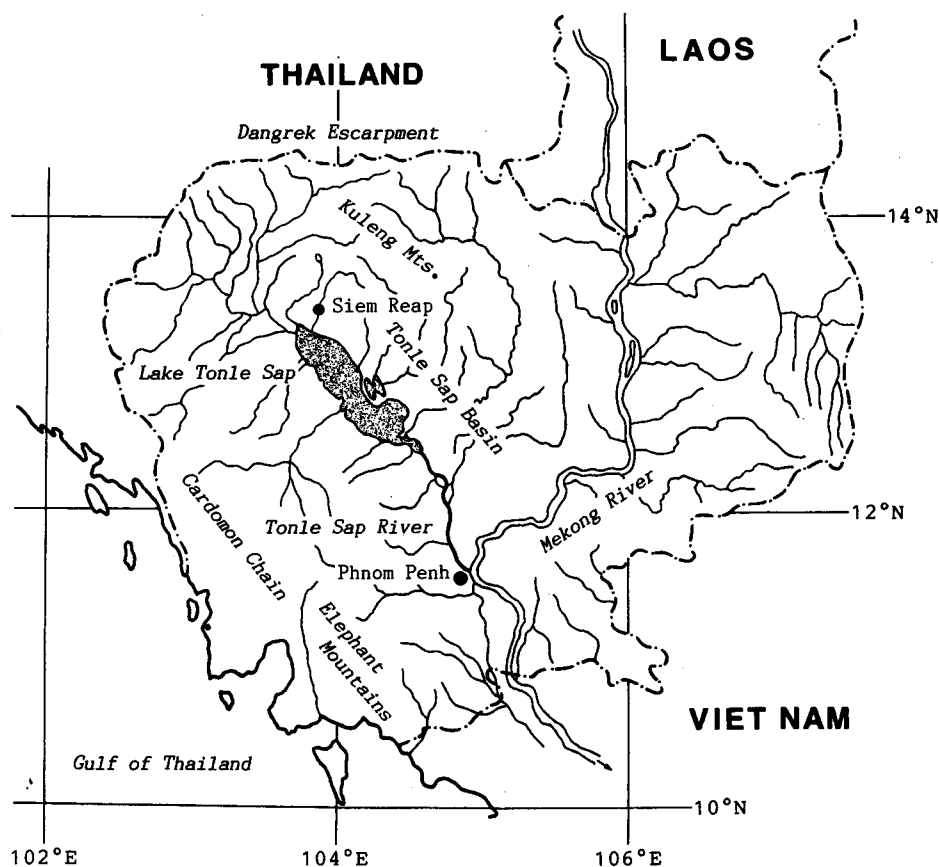 LAOS
THAILAND
Dangrek Escarpment
14°N
Kuleng Mts.
Siem Reap
Tonle Sap Basin
Lake Tonle Sap
Cardomon Chain
Tonle Sap River
Mekong River
12°N
Phnom Penh
Elephant
Mountains
VIET NAM
Gulf of Thailand
10°N
102°E
104°E
106°E